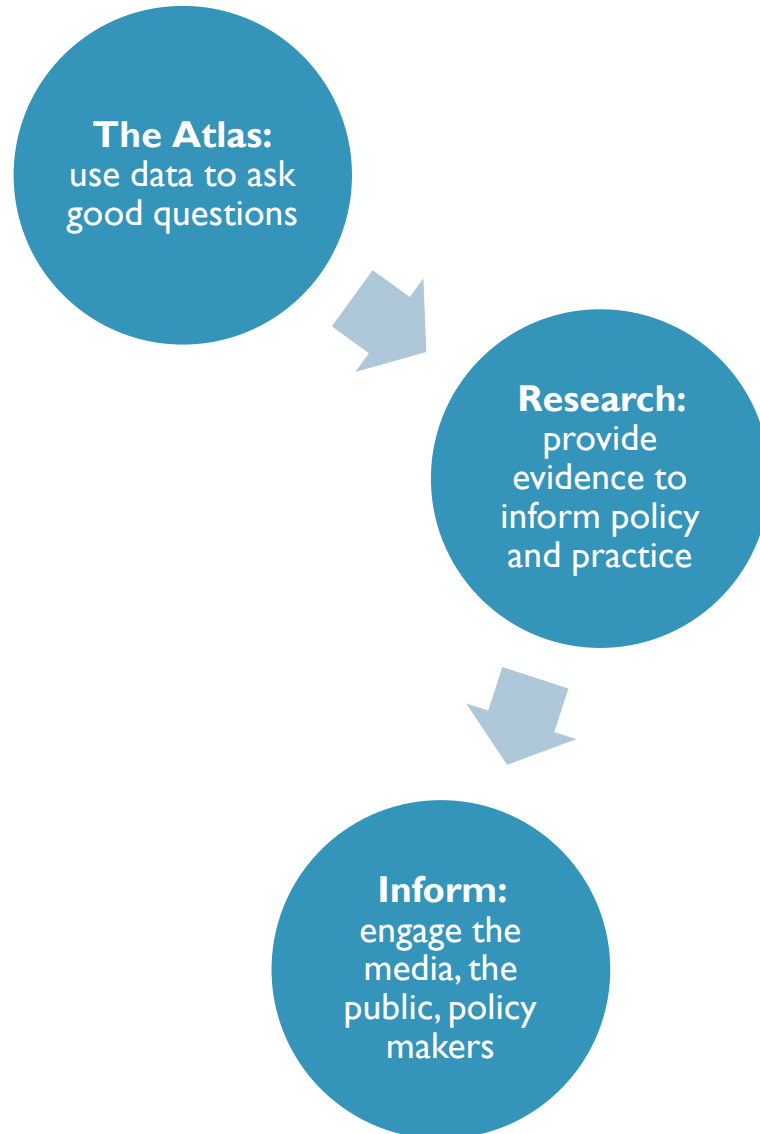 The Atlas:
use data to ask
good questions
Research:
provide
evidence to
inform policy
and practice
Inform:
engage the
media, the
public, policy
makers